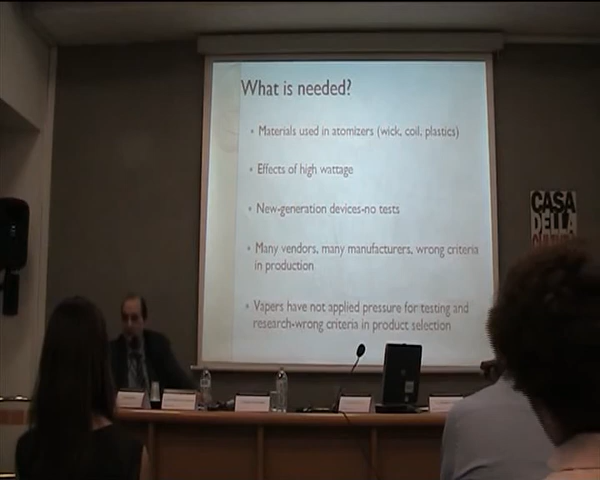 What is needed?
• Materials used in atomizers (wick, coil, plastics)
• Effects of high wattage
• New-generation devices-no tests
• Many vendors, many manufacturers, wrong criteria
in production
• Vapers have not applied pressure for testing and
research-wrong criteria in product selection
CASA
DELLA